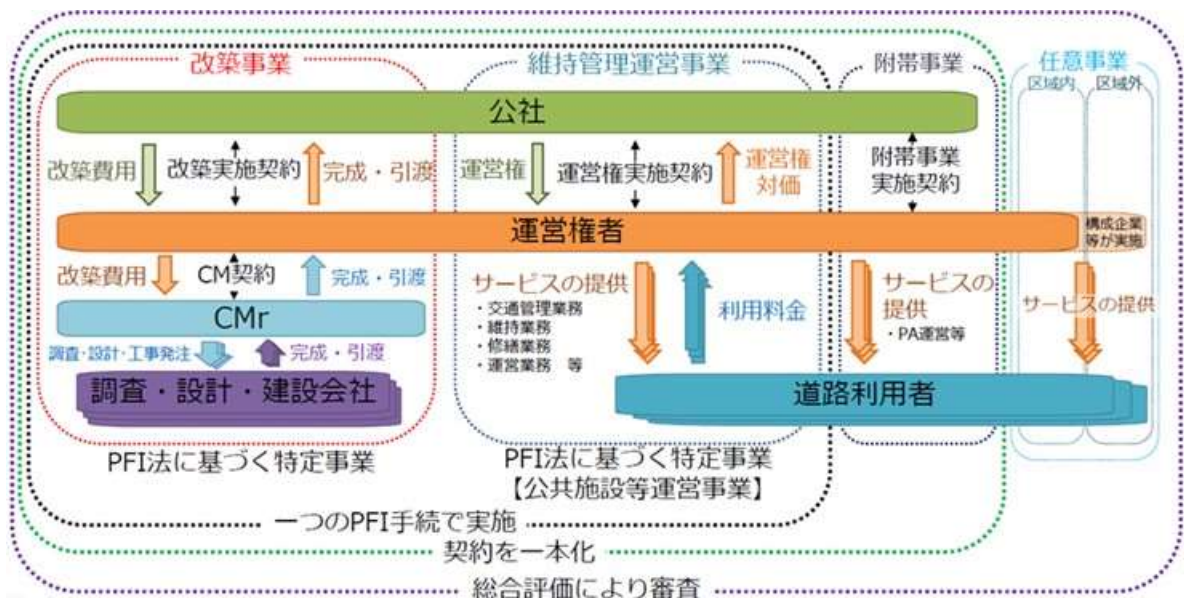 改築事業
維持管理運営事業
附帯事業
任意事業
区域内
区域外
公社
改築費用
改築実施契約
完成・引渡
運営権
運営権実施契約
運営権
対価
附帯事業
実施契約
運営権者
構成企業
等が実施
改築費用
CM契約
完成・引渡
CMr
調査・設計・工事発注
完成・引渡
調査・設計・建設会社
サービスの提供
・交通管理業務
・維持業務
・修繕業務
・運営業務 等
利用料金
サービスの
提供
・PA運営等
サービスの提供
道路利用者
PFI法に基づく特定事業
PFI法に基づく特定事業
【公共施設等運営事業】
一つのPFI手続で実施
契約を一本化
総合評価により審査